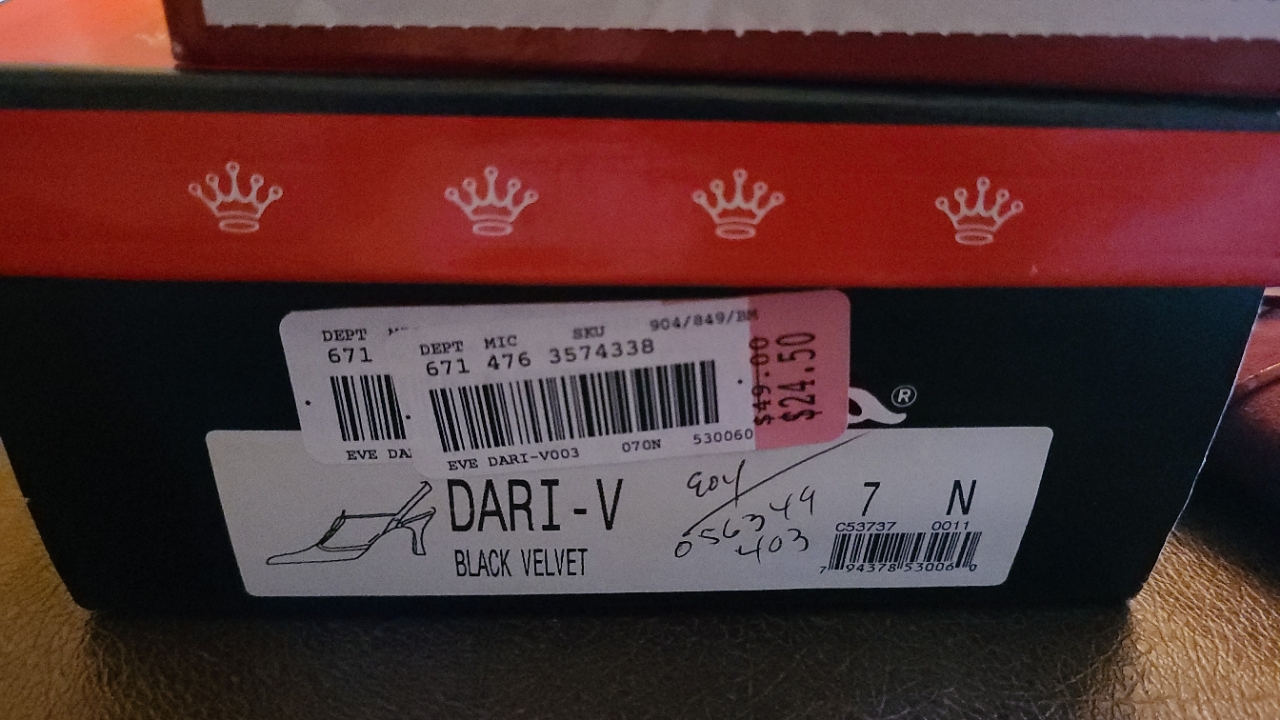 DEPT
671
EVE DA
DEPT MIC SKU 904/849/BM
671 476 3574338
$49.00
$24.50
EVE DARI-V003 070N 530060
®
DARI-V
BLACK VELVET
904
056349
403
7 N
C53737 0011
7 94378 53006 0